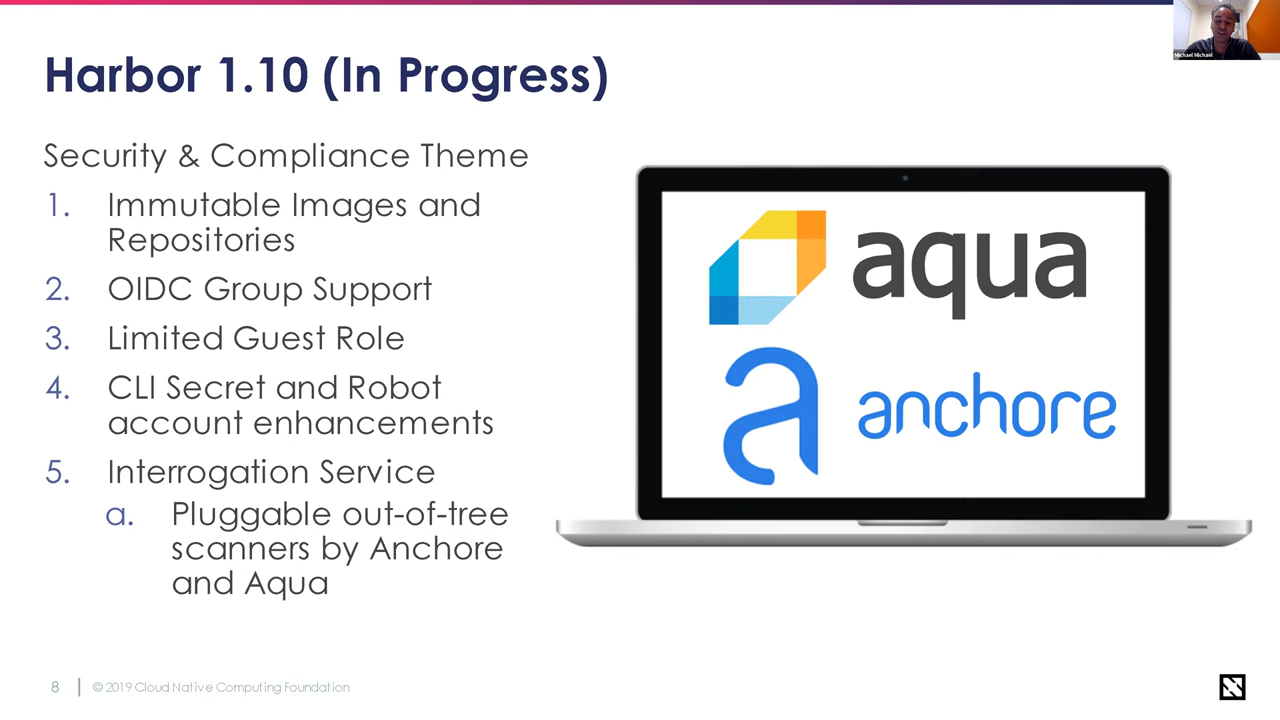 Michael Michael
Harbor 1.10 (In Progress)
Security & Compliance Theme
1. Immutable Images and
Repositories
2. OIDC Group Support
3. Limited Guest Role
4. CLI Secret and Robot
account enhancements
5. Interrogation Service
a. Pluggable out-of-tree
scanners by Anchore
and Aqua
aqua
a anchore
8 | © 2019 Cloud Native Computing Foundation